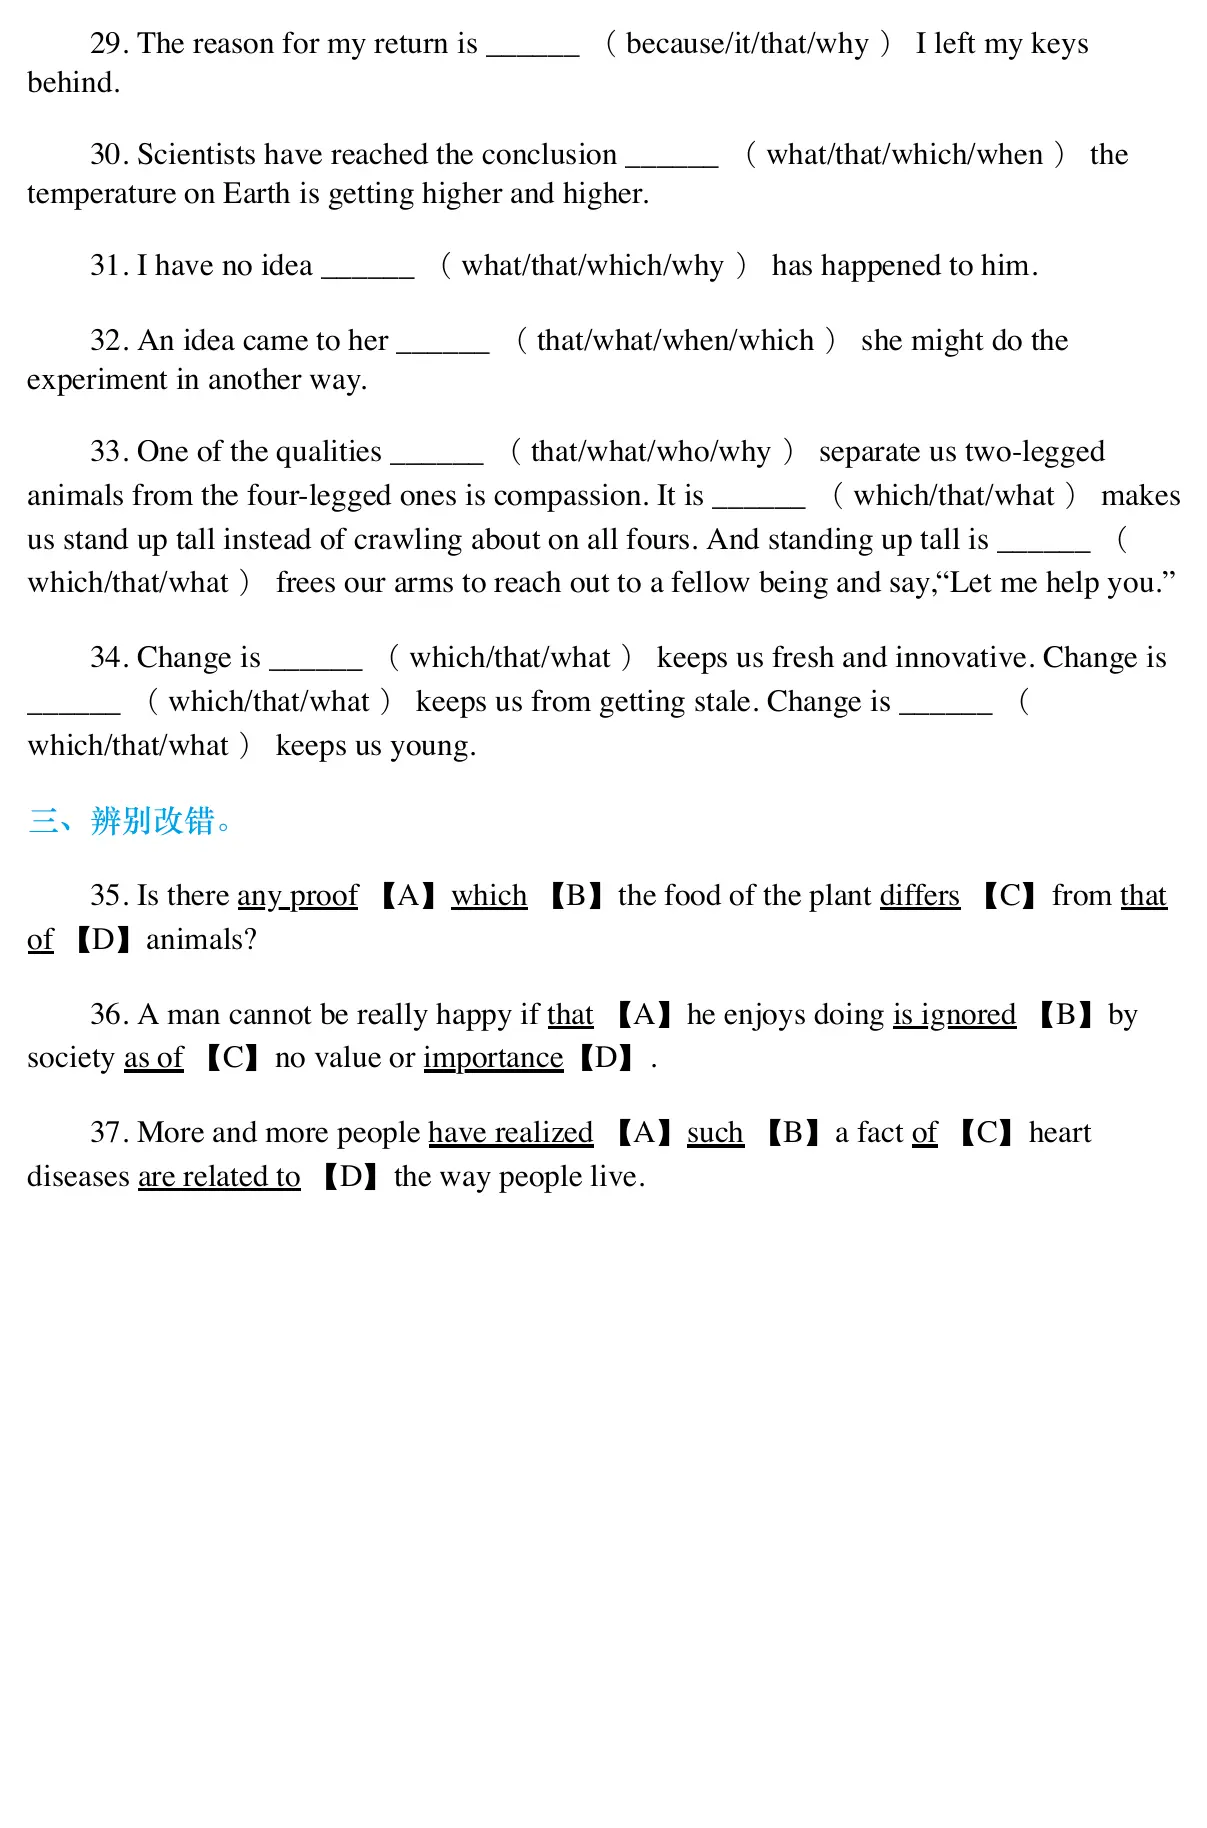 29. The reason for my return is ______ （ because/it/that/why ） I left my keys
behind.
30. Scientists have reached the conclusion ______ （ what/that/which/when ） the
temperature on Earth is getting higher and higher.
31. I have no idea ______ （ what/that/which/why ） has happened to him.
32. An idea came to her ______ （ that/what/when/which ） she might do the
experiment in another way.
33. One of the qualities ______ （ that/what/who/why ） separate us two-legged
animals from the four-legged ones is compassion. It is ______ （ which/that/what ） makes
us stand up tall instead of crawling about on all fours. And standing up tall is ______ （
which/that/what ） frees our arms to reach out to a fellow being and say,“Let me help you.”
34. Change is ______ （ which/that/what ） keeps us fresh and innovative. Change is
______ （ which/that/what ） keeps us from getting stale. Change is ______ （
which/that/what ） keeps us young.
三、辨别改错。
35. Is there any proof 【A】which 【B】the food of the plant differs 【C】from that
of 【D】animals?
36. A man cannot be really happy if that 【A】he enjoys doing is ignored 【B】by
society as of 【C】no value or importance【D】.
37. More and more people have realized 【A】such 【B】a fact of 【C】heart
diseases are related to 【D】the way people live.